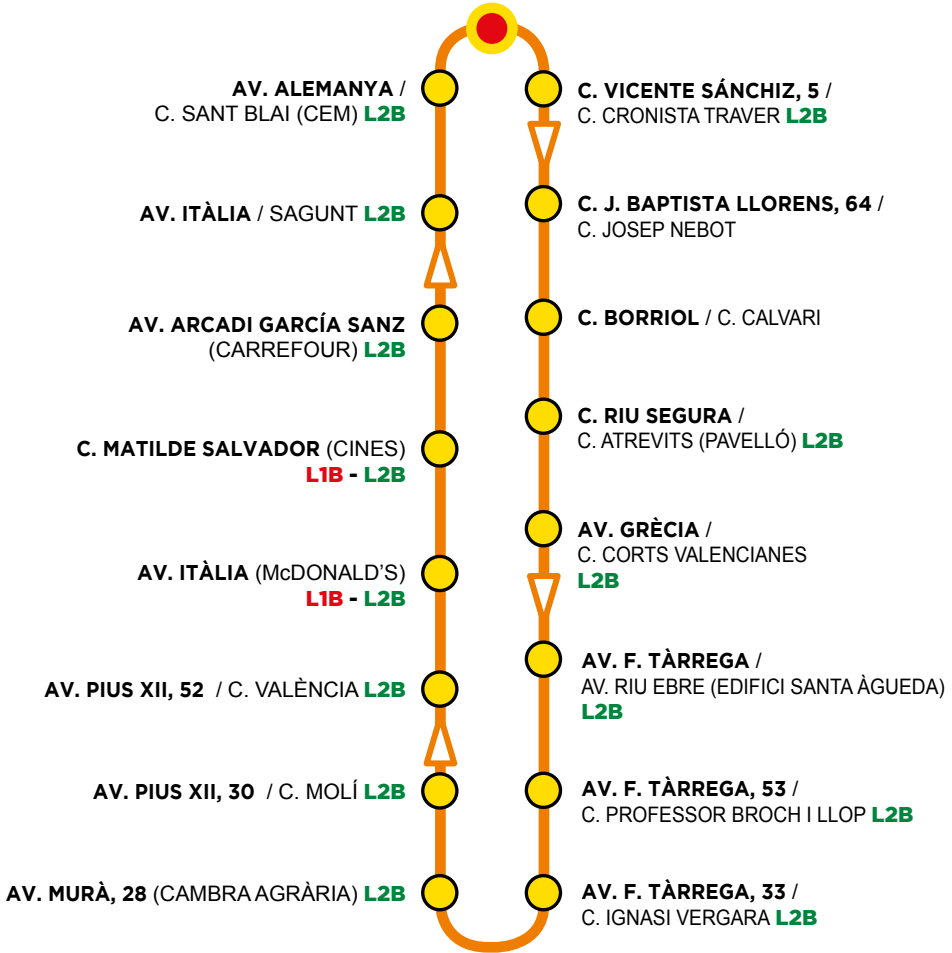 AV. ALEMANYA /
C. SANT BLAI (CEM) L2B
AV. ITÀLIA / SAGUNT L2B
AV. ARCADI GARCÍA SANZ
(CARREFOUR) L2B
C. MATILDE SALVADOR (CINES)
L1B - L2B
AV. ITÀLIA (McDONALD'S)
L1B - L2B
AV. PIUS XII, 52 / C. VALÈNCIA L2B
AV. PIUS XII, 30 / C. MOLÍ L2B
AV. MURÀ, 28 (CAMBRA AGRÀRIA) L2B
C. VICENTE SÁNCHIZ, 5 /
C. CRONISTA TRAVER L2B
C. J. BAPTISTA LLORENS, 64 /
C. JOSEP NEBOT
C. BORRIOL / C. CALVARI
C. RIU SEGURA /
C. ATREVITS (PAVELLÓ) L2B
AV. GRÈCIA /
C. CORTS VALENCIANES
L2B
AV. F. TÀRREGA /
AV. RIU EBRE (EDIFICI SANTA ÀGUEDA)
L2B
AV. F. TÀRREGA, 53 /
C. PROFESSOR BROCH I LLOP L2B
AV. F. TÀRREGA, 33 /
C. IGNASI VERGARA L2B